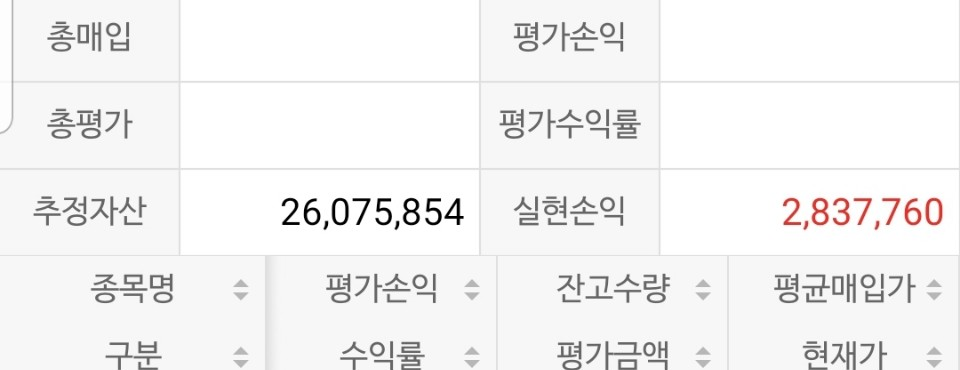 총매입 평가손익
총평가 평가수익률
추정자산 26,075,854 실현손익 2,837,760
종목명 평가손익 잔고수량 평균매입가
구분 수익률 평가금액 현재가